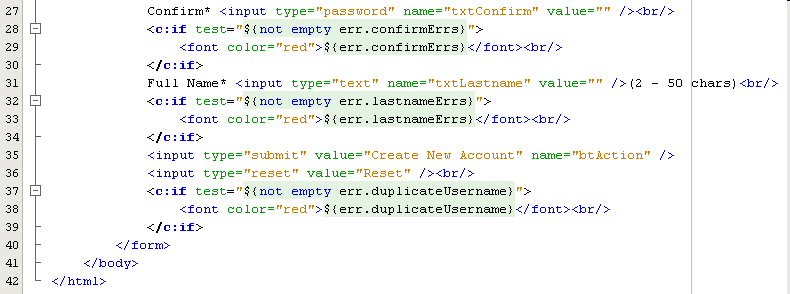 27 Confirm* <input type="password" name="txtConfirm" value="" /><br/>
28 <c:if test="${not empty err.confirmErrs}">
29 <font color="red">${err.confirmErrs}</font><br/>
30 </c:if>
31 Full Name* <input type="text" name="txtLastname" value="" />(2 - 50 chars)<br/>
32 <c:if test="${not empty err.lastnameErrs}">
33 <font color="red">${err.lastnameErrs}</font><br/>
34 </c:if>
35 <input type="submit" value="Create New Account" name="btAction" />
36 <input type="reset" value="Reset" /><br/>
37 <c:if test="${not empty err.duplicateUsername}">
38 <font color="red">${err.duplicateUsername}</font><br/>
39 </c:if>
40 </form>
41 </body>
42 </html>